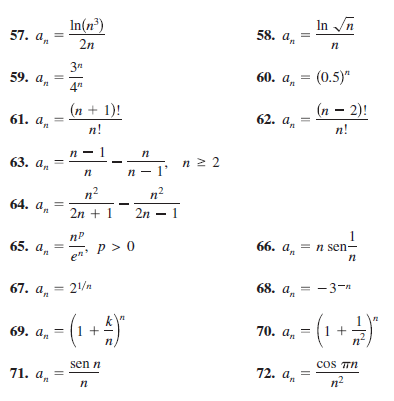 57. aₙ = ln(n³) / 2n
58. aₙ = ln √n / n
59. aₙ = 3ⁿ / 4ⁿ
60. aₙ = (0.5)ⁿ
61. aₙ = (n + 1)! / n!
62. aₙ = (n − 2)! / n!
63. aₙ = (n − 1) / n − n / (n − 1), n ≥ 2
64. aₙ = n² / (2n + 1) − n² / (2n − 1)
65. aₙ = nᵖ / eⁿ, p > 0
66. aₙ = n sen 1/n
67. aₙ = 2^(1/n)
68. aₙ = −3⁻ⁿ
69. aₙ = (1 + k/n)ⁿ
70. aₙ = (1 + 1/n²)ⁿ
71. aₙ = sen n / n
72. aₙ = cos πn / n²